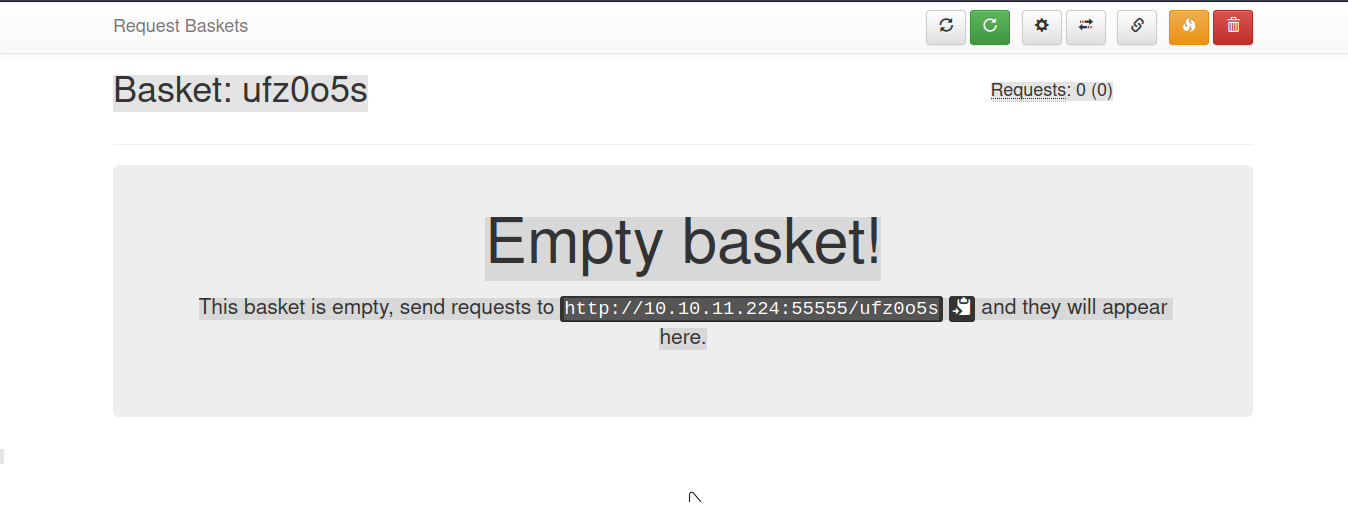 Request Baskets
Basket: ufz0o5s
Requests: 0 (0)
Empty basket!
This basket is empty, send requests to http://10.10.11.224:55555/ufz0o5s and they will appear
here.